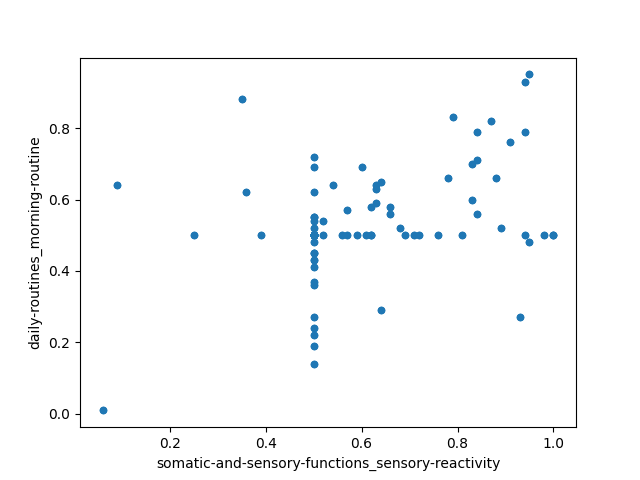 0.8
0.6
0.4
0.2
0.0
daily-routines_morning-routine
0.2 0.4 0.6 0.8 1.0
somatic-and-sensory-functions_sensory-reactivity